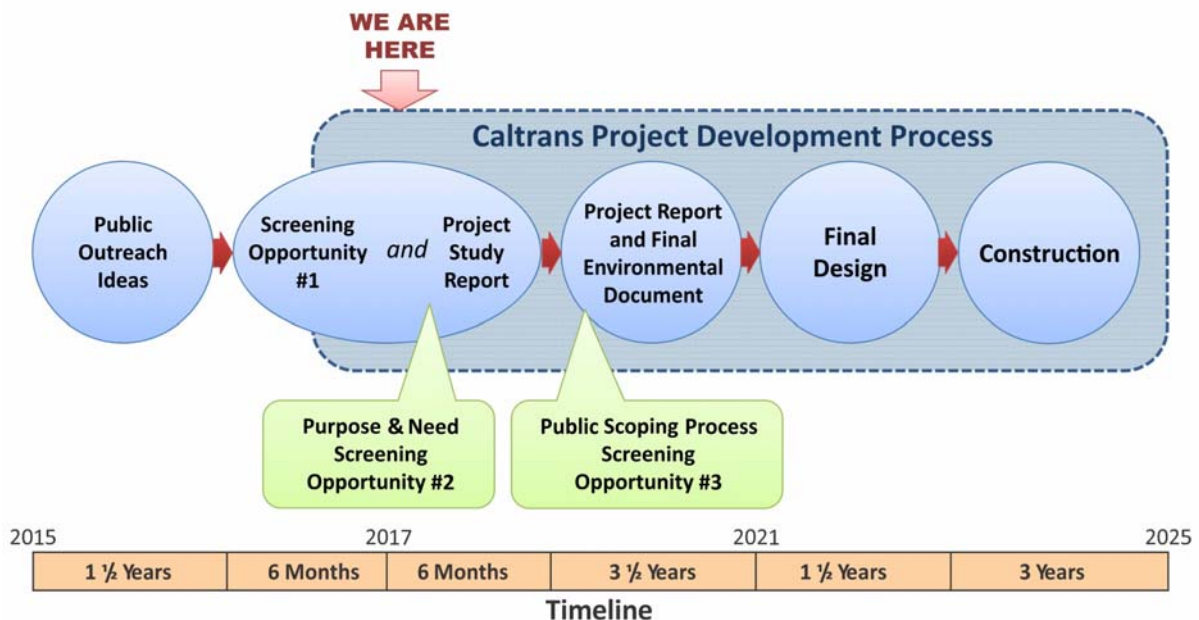 WE ARE
HERE
Caltrans Project Development Process
Public
Outreach
Ideas
Screening
Opportunity
#1
and
Project
Study
Report
Project Report
and Final
Environmental
Document
Final
Design
Construction
Purpose & Need
Screening
Opportunity #2
Public Scoping Process
Screening
Opportunity #3
2015
2017
2021
2025
1 ½ Years
6 Months
6 Months
3 ½ Years
1 ½ Years
3 Years
Timeline